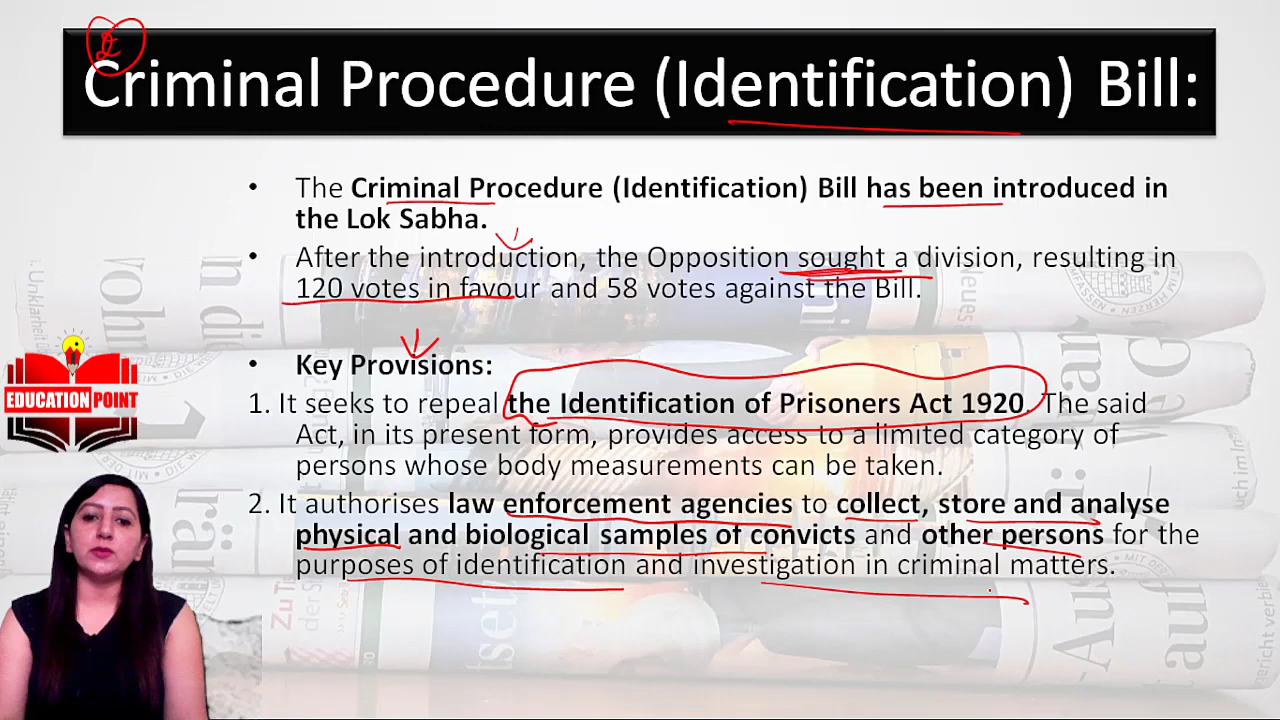 Criminal Procedure (Identification) Bill:
• The Criminal Procedure (Identification) Bill has been introduced in
the Lok Sabha.
• After the introduction, the Opposition sought a division, resulting in
120 votes in favour and 58 votes against the Bill.
• Key Provisions:
1. It seeks to repeal the Identification of Prisoners Act 1920. The said
Act, in its present form, provides access to a limited category of
persons whose body measurements can be taken.
2. It authorises law enforcement agencies to collect, store and analyse
physical and biological samples of convicts and other persons for the
purposes of identification and investigation in criminal matters.
EDUCATION POINT